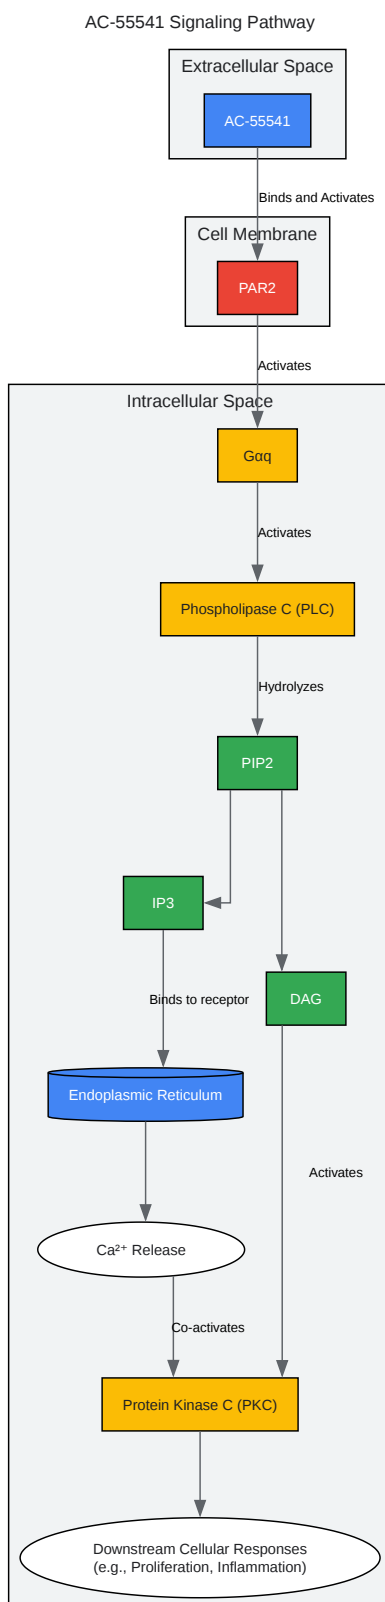 AC-55541 Signaling Pathway
Extracellular Space
AC-55541
Binds and Activates
Cell Membrane
PAR2
Activates
Intracellular Space
Gαq
Activates
Phospholipase C (PLC)
Hydrolyzes
PIP2
IP3
DAG
Binds to receptor
Endoplasmic Reticulum
Activates
Ca²⁺ Release
Co-activates
Protein Kinase C (PKC)
Downstream Cellular Responses
(e.g., Proliferation, Inflammation)